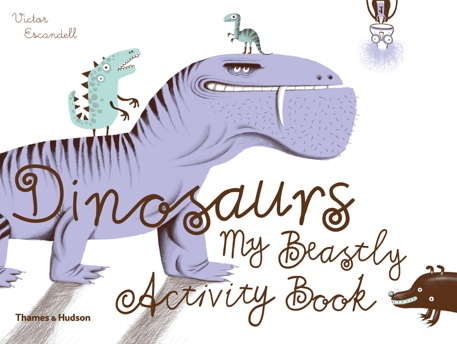 Victor
Escandell
Dinosaurs
My Beastly
Activity Book
Thames & Hudson